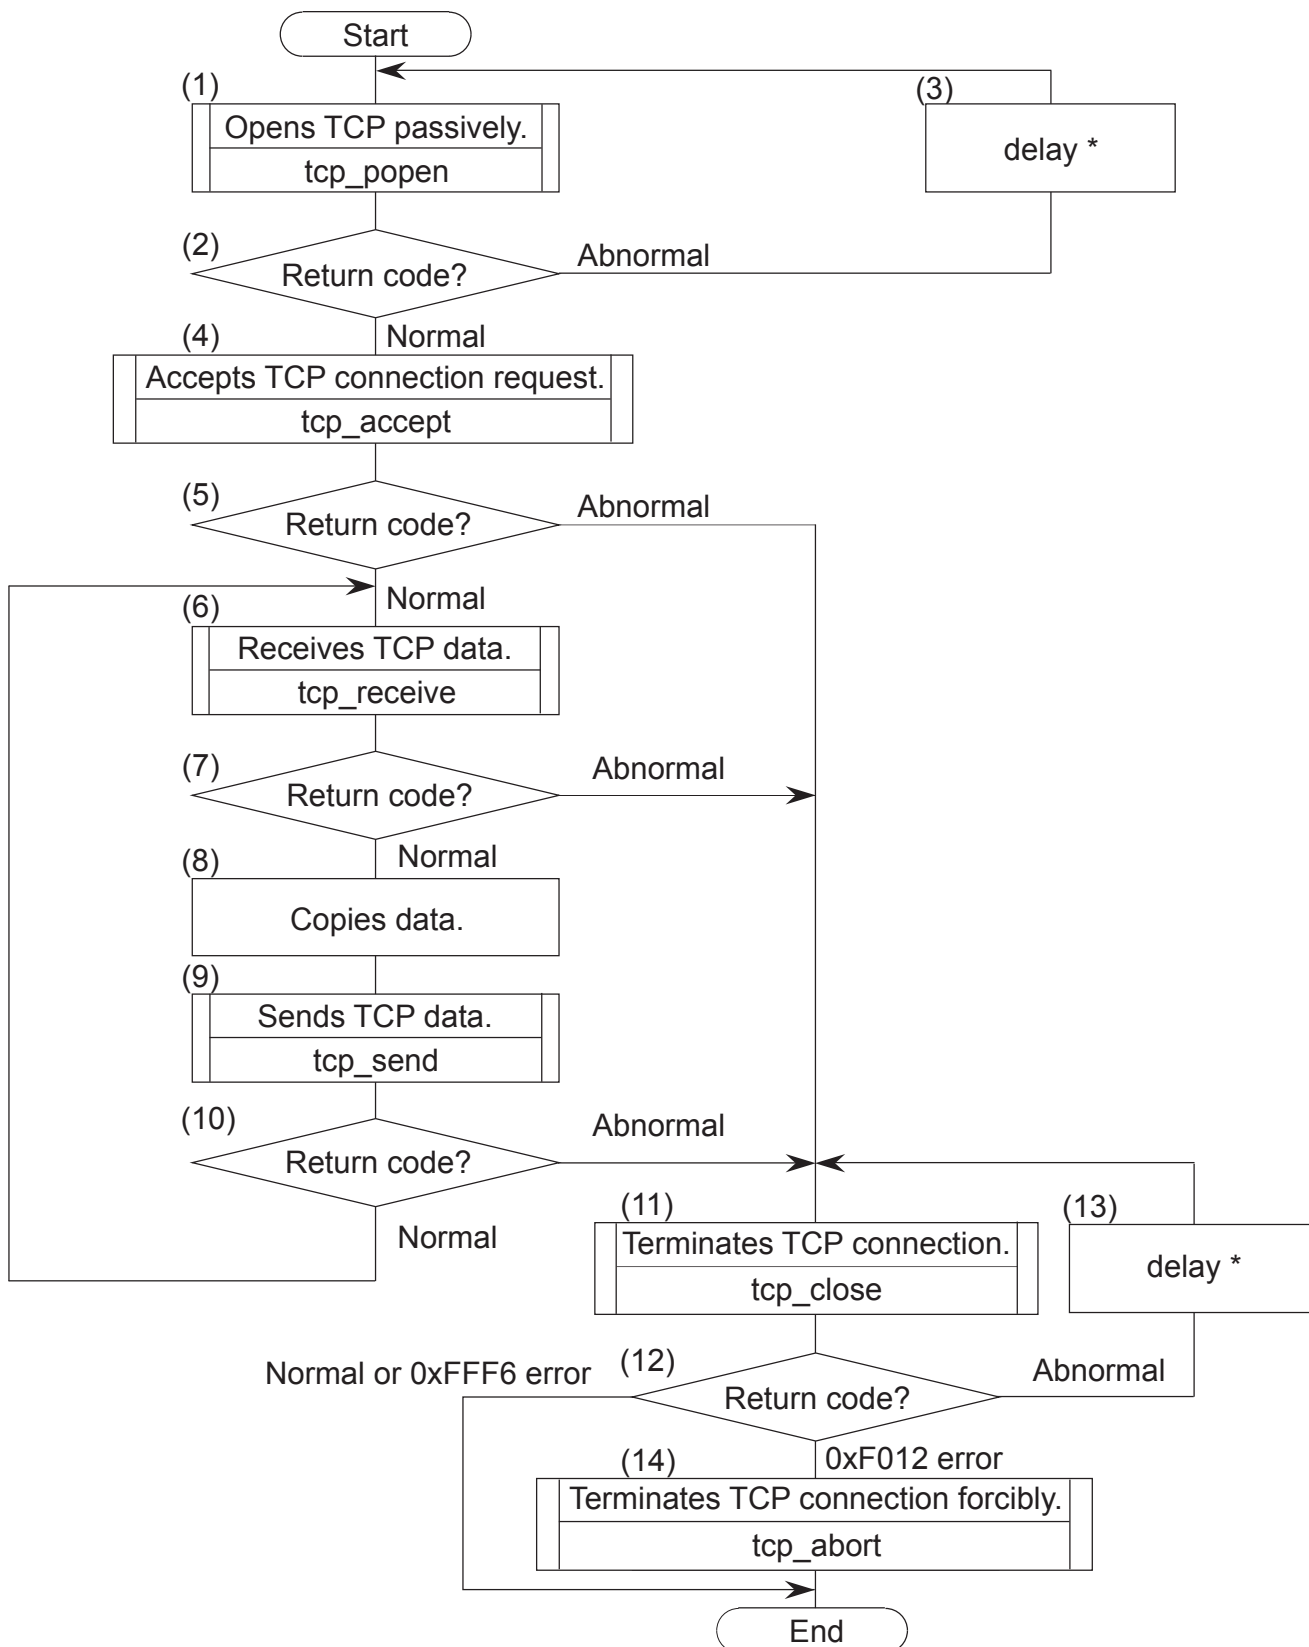 Start
(1)
(3)
Opens TCP passively.
tcp_popen
delay *
(2)
Return code?
Abnormal
Normal
(4)
Accepts TCP connection request.
tcp_accept
(5)
Return code?
Abnormal
Normal
(6)
Receives TCP data.
tcp_receive
(7)
Return code?
Abnormal
Normal
(8)
Copies data.
(9)
Sends TCP data.
tcp_send
(10)
Return code?
Abnormal
Normal
(11)
(13)
Terminates TCP connection.
tcp_close
delay *
(12)
Normal or 0xFFF6 error
Return code?
Abnormal
0xF012 error
(14)
Terminates TCP connection forcibly.
tcp_abort
End